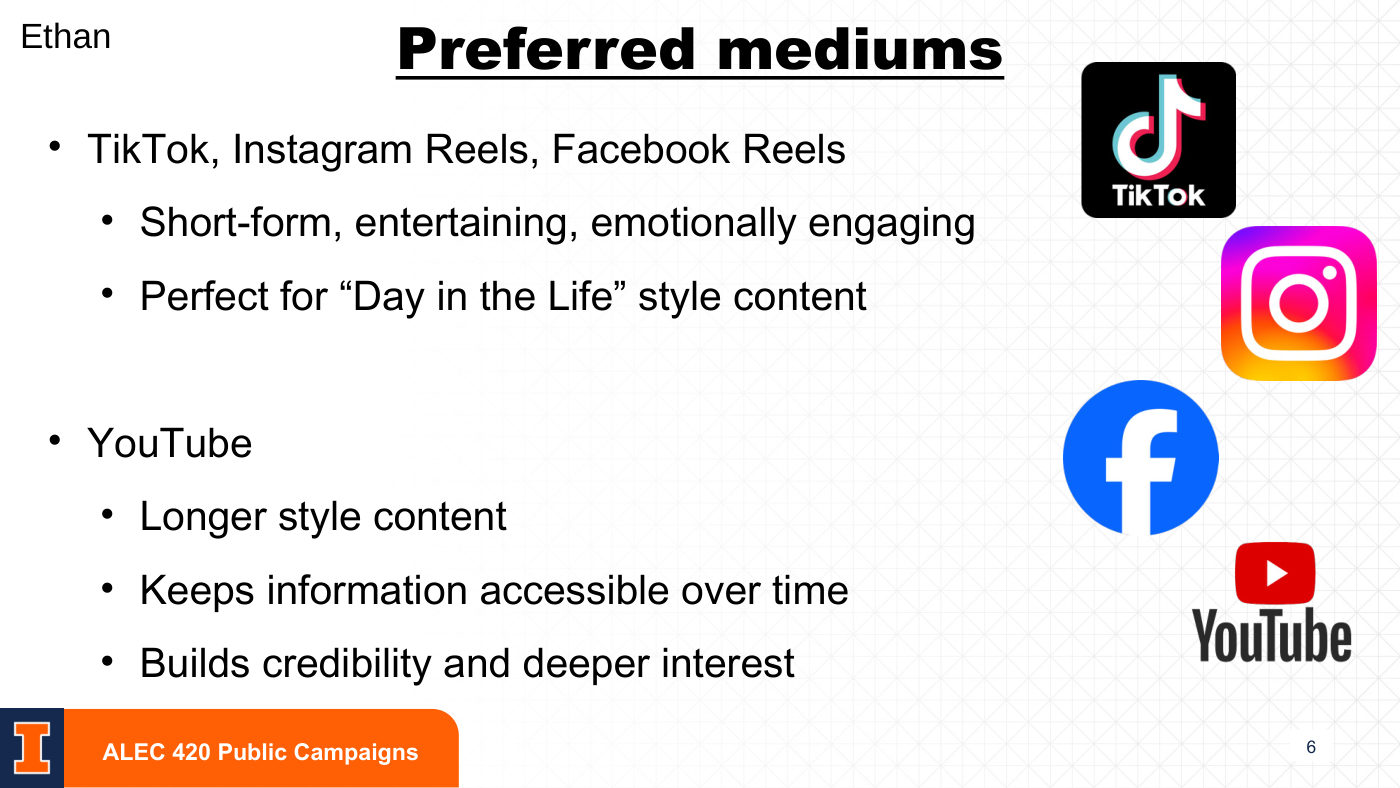 Ethan
Preferred mediums
• TikTok, Instagram Reels, Facebook Reels
• Short-form, entertaining, emotionally engaging
• Perfect for “Day in the Life” style content
• YouTube
• Longer style content
• Keeps information accessible over time
• Builds credibility and deeper interest
TikTok
YouTube
I
ALEC 420 Public Campaigns
6